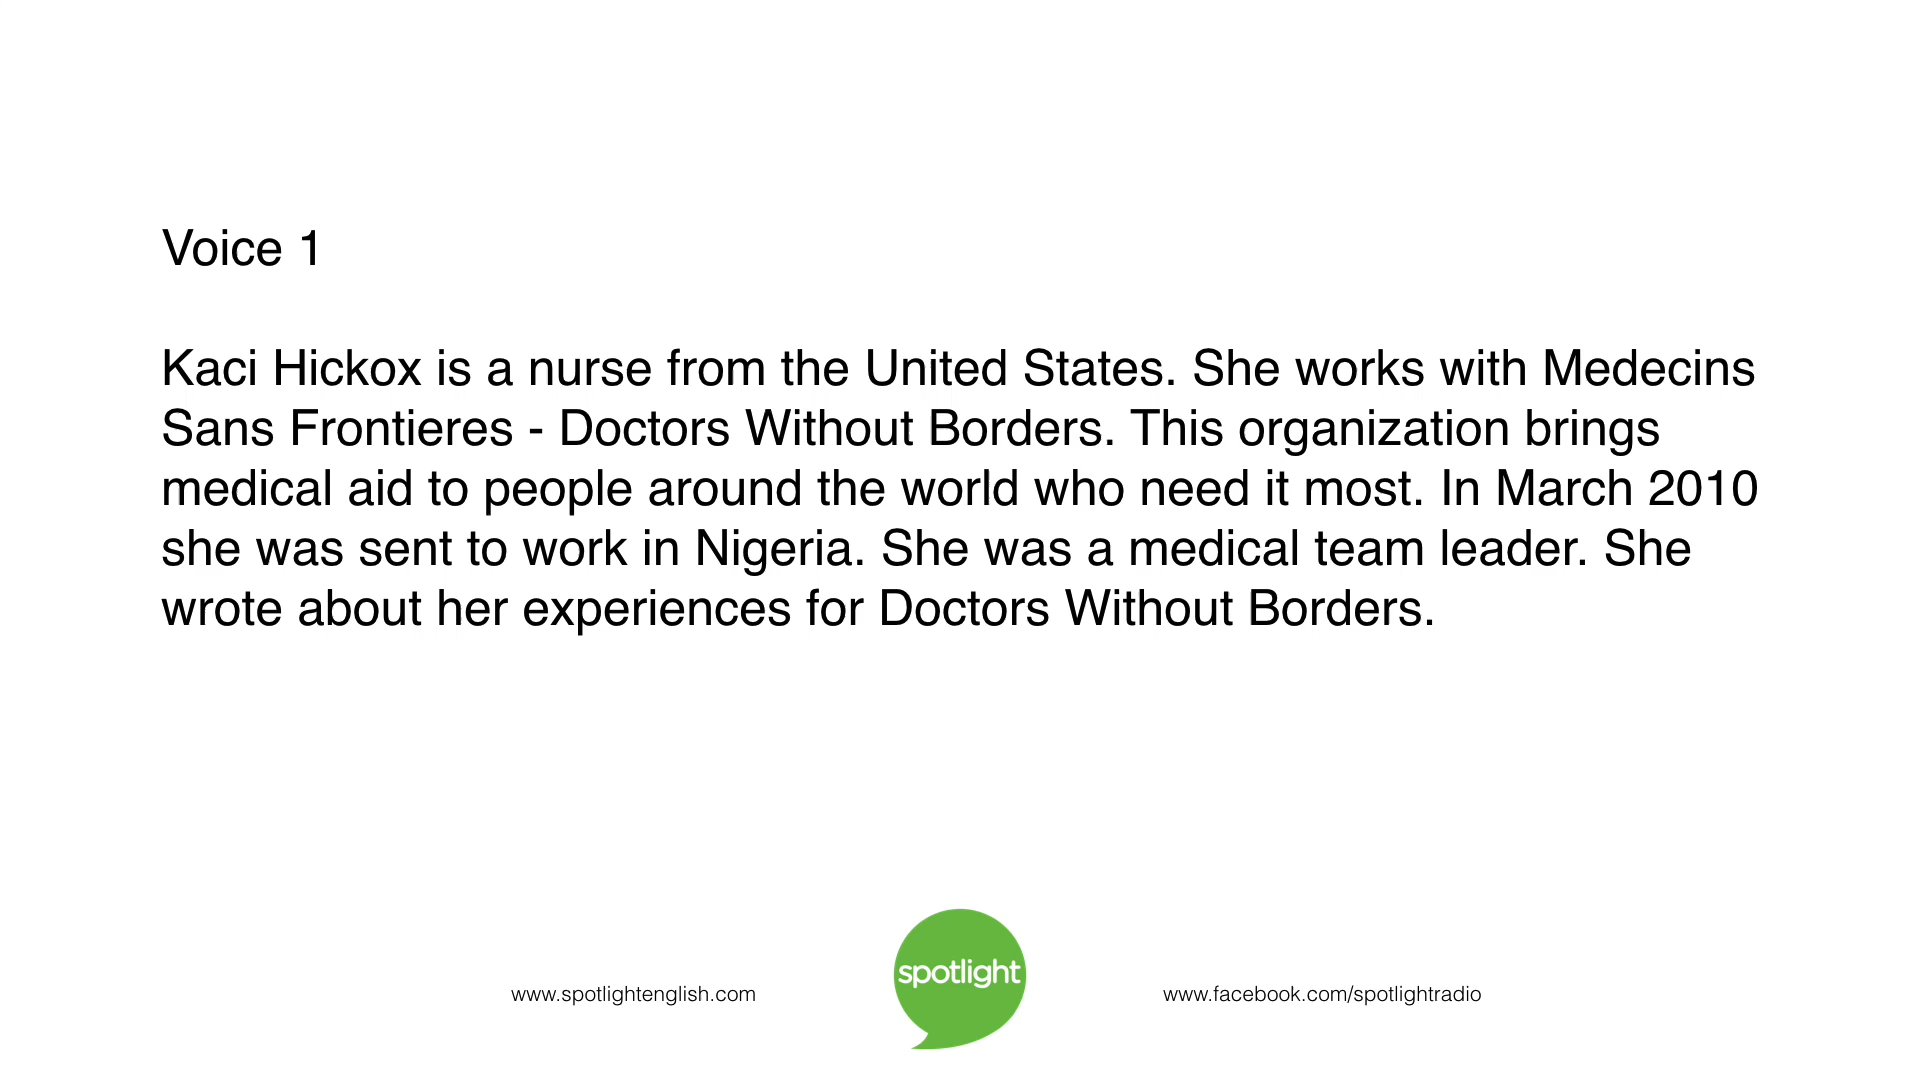 Voice 1
Kaci Hickox is a nurse from the United States. She works with Medecins
Sans Frontieres - Doctors Without Borders. This organization brings
medical aid to people around the world who need it most. In March 2010
she was sent to work in Nigeria. She was a medical team leader. She
wrote about her experiences for Doctors Without Borders.
spotlight
www.spotlightenglish.com
www.facebook.com/spotlightradio